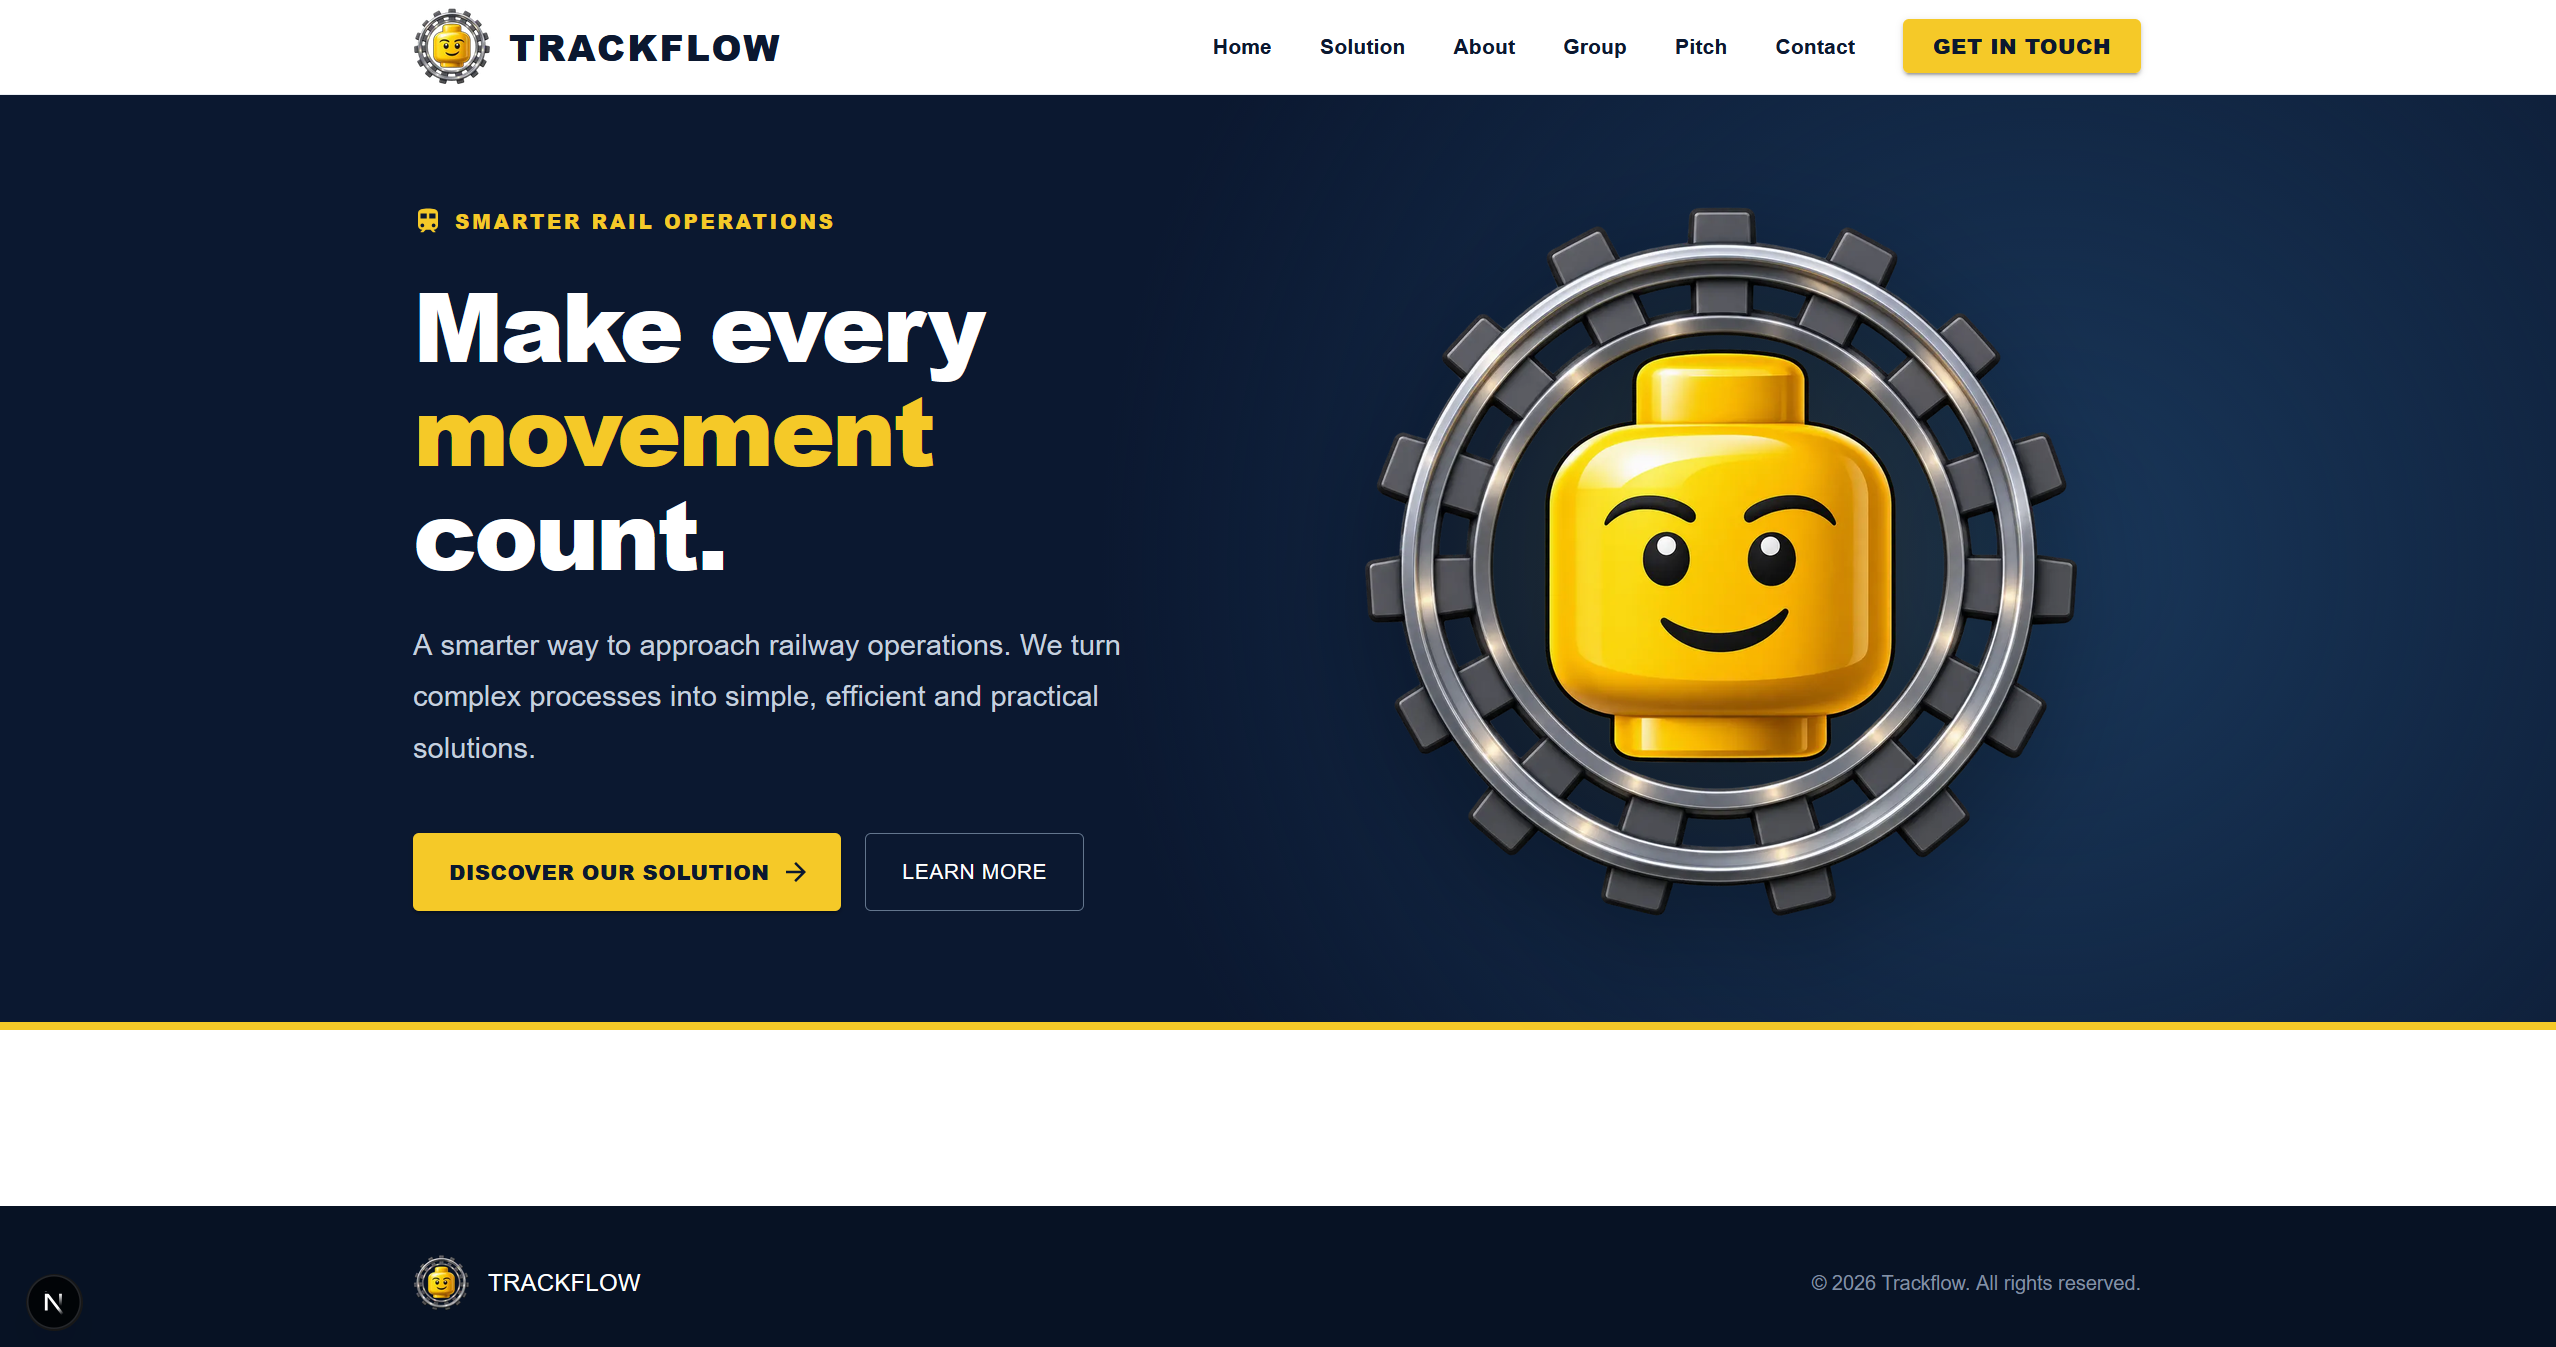 TRACKFLOW
Home Solution About Group Pitch Contact GET IN TOUCH
SMARTER RAIL OPERATIONS
Make every
movement
count.
A smarter way to approach railway operations. We turn
complex processes into simple, efficient and practical
solutions.
DISCOVER OUR SOLUTION
LEARN MORE
TRACKFLOW
© 2026 Trackflow. All rights reserved.
N